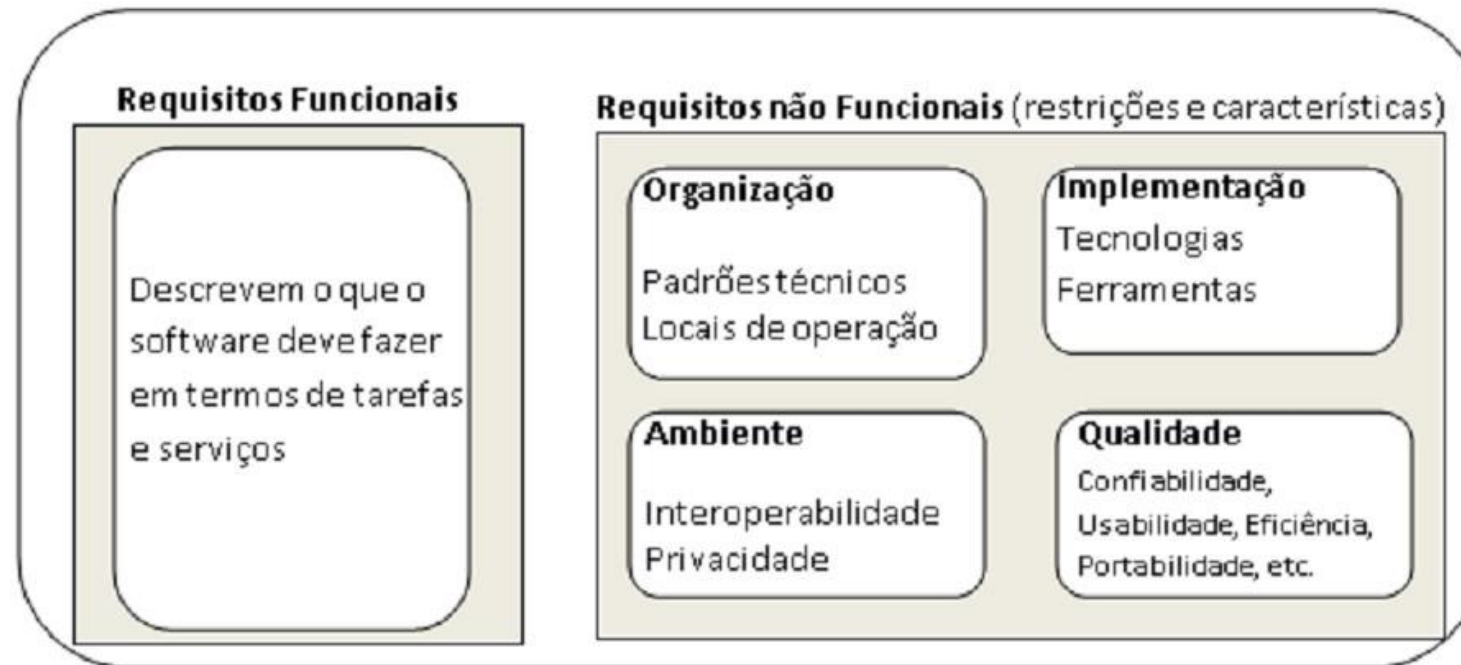 Requisitos Funcionais
Descrevem o que o
software deve fazer
em termos de tarefas
e serviços
Requisitos não Funcionais (restrições e características)
Organização
Padrões técnicos
Locais de operação
Implementação
Tecnologias
Ferramentas
Ambiente
Interoperabilidade
Privacidade
Qualidade
Confiabilidade,
Usabilidade, Eficiência,
Portabilidade, etc.